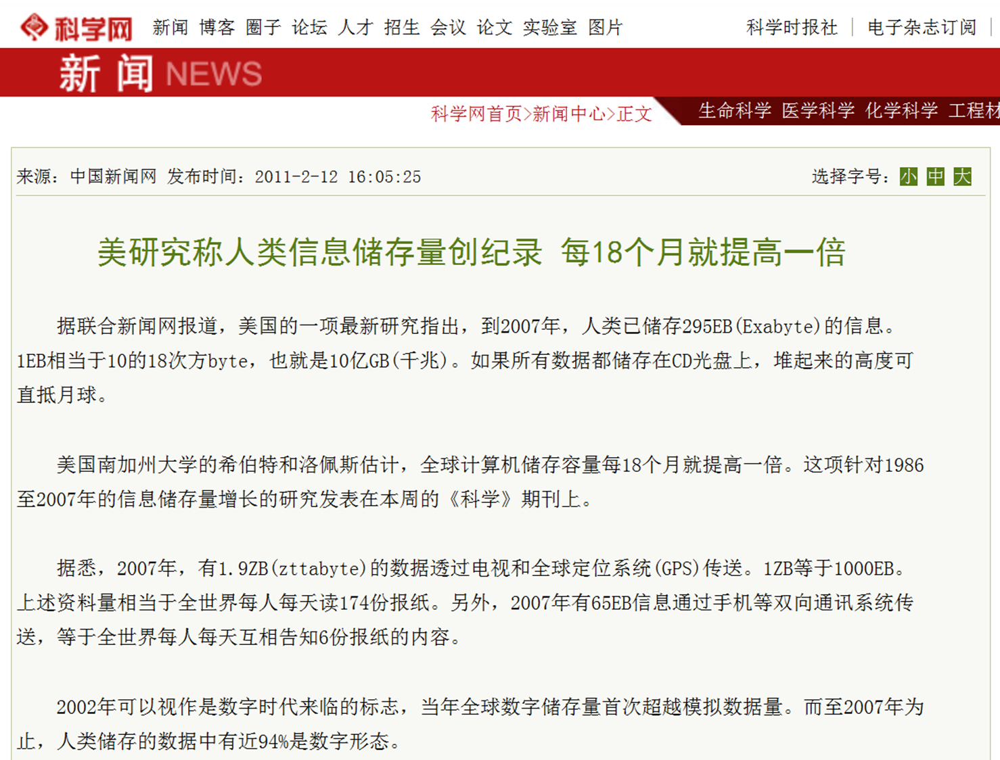 科学网 新闻 博客 圈子 论坛 人才 招生 会议 论文 实验室 图片 科学时报社 | 电子杂志订阅 |
新闻 NEWS
科学网首页>新闻中心>正文 生命科学 医学科学 化学科学 工程材
来源：中国新闻网 发布时间：2011-2-12 16:05:25 选择字号：小 中 大
美研究称人类信息储存量创纪录 每18个月就提高一倍
据联合新闻网报道，美国的一项最新研究指出，到2007年，人类已储存295EB(Exabyte)的信息。
1EB相当于10的18次方byte，也就是10亿GB(千兆)。如果所有数据都储存在CD光盘上，堆起来的高度可
直抵月球。
美国南加州大学的希伯特和洛佩斯估计，全球计算机储存容量每18个月就提高一倍。这项针对1986
至2007年的信息储存量增长的研究发表在本周的《科学》期刊上。
据悉，2007年，有1.9ZB(zttabyte)的数据透过电视和全球定位系统(GPS)传送。1ZB等于1000EB。
上述资料量相当于全世界每人每天读174份报纸。另外，2007年有65EB信息通过手机等双向通讯系统传
送，等于全世界每人每天互相告知6份报纸的内容。
2002年可以视作是数字时代来临的标志，当年全球数字储存量首次超越模拟数据量。而至2007年为
止，人类储存的数据中有近94%是数字形态。